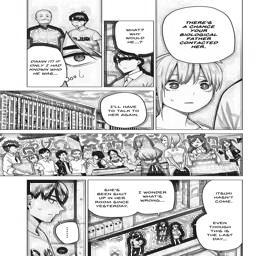 THERE'S
A CHANCE
YOUR
BIOLOGICAL
FATHER
CONTACTED
HER.
WHAT?
WHY
WOULD
HE...?
DAMN IT! IF
ONLY I HAD
KNOWN WHO
HE WAS...
I'LL HAVE
TO TALK TO
HER AGAIN.
ITSUKI
HASN'T
COME.
EVEN
THOUGH
THIS IS
THE LAST
DAY...
I WONDER
WHAT'S
WRONG...
SHE'S
BEEN SHUT
UP IN HER
ROOM SINCE
YESTERDAY.
......